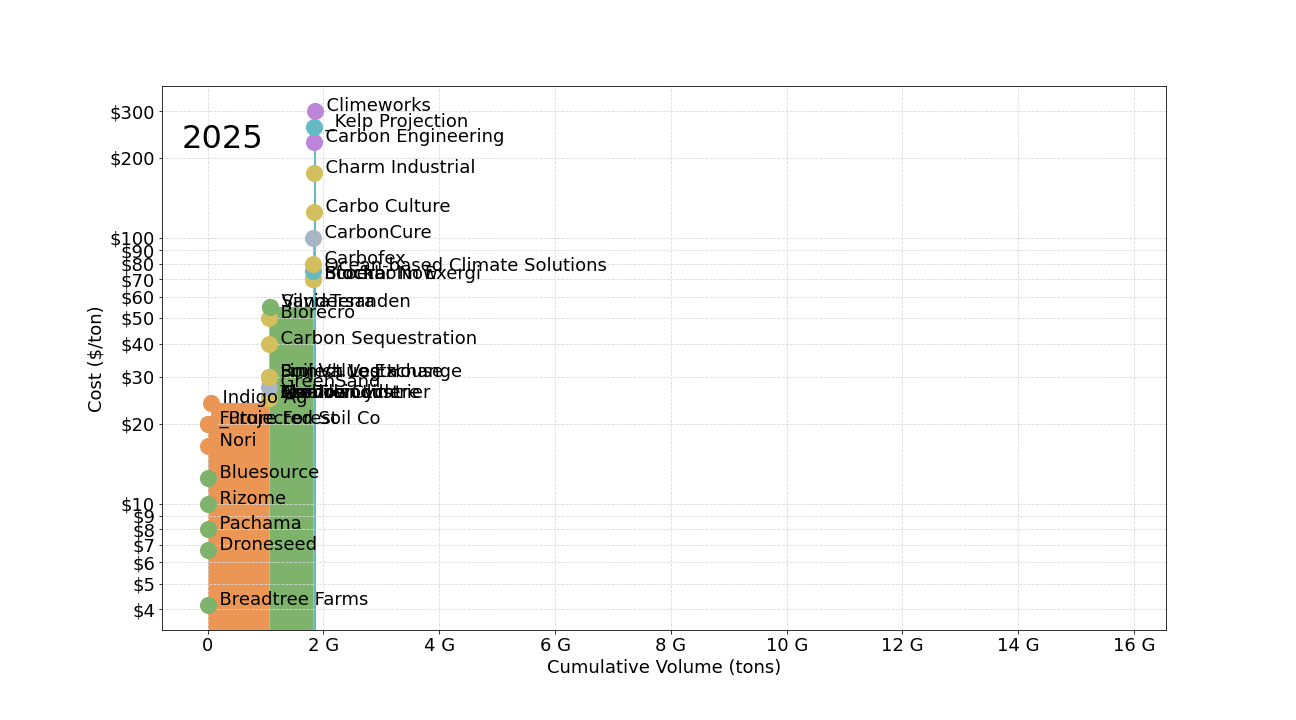 2025
Climeworks
_Kelp Projection
Carbon Engineering
Charm Industrial
Carbo Culture
CarbonCure
Carbofex
Ocean-based Climate Solutions
Biorecro
Carbon Sequestration
GreenSand
Indigo Ag
Nori
Bluesource
Rizome
Pachama
Droneseed
Breadtree Farms
$300
$200
$100
$90
$80
$70
$60
$50
$40
$30
$20
$10
$9
$8
$7
$6
$5
$4
Cost ($/ton)
0
2 G
4 G
6 G
8 G
10 G
12 G
14 G
16 G
Cumulative Volume (tons)